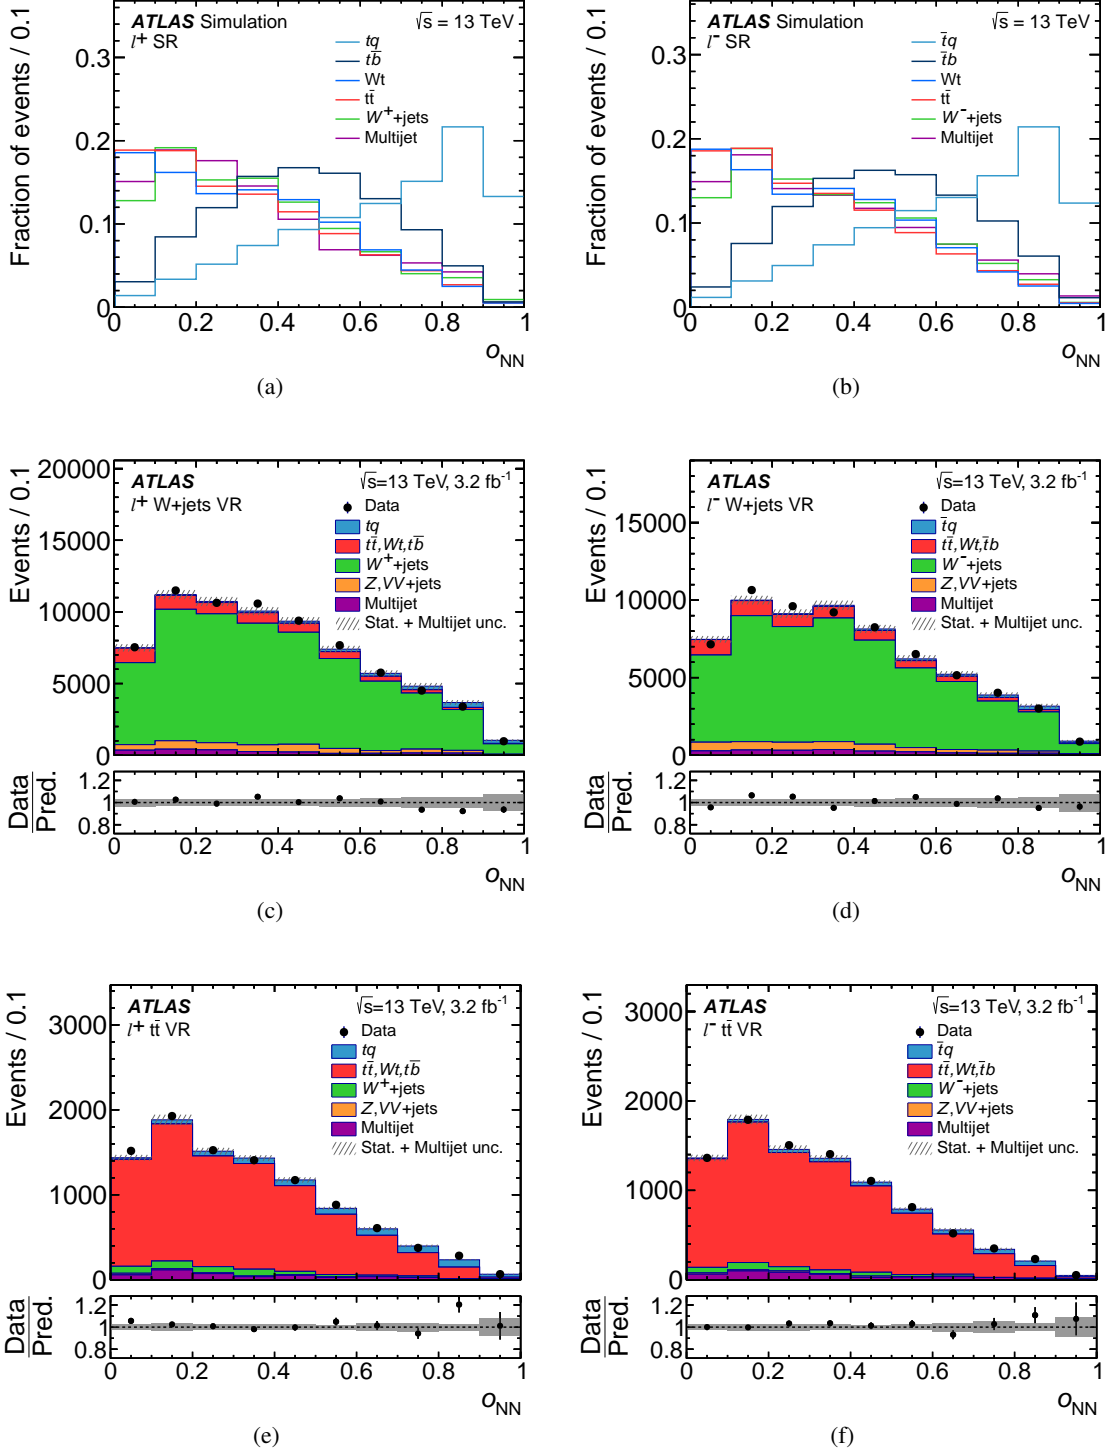 ATLAS Simulation √s = 13 TeV
l⁺ SR
tq
tb̄
Wt
tt̄
W⁺+jets
Multijet
Fraction of events / 0.1
0.3
0.2
0.1
0
0 0.2 0.4 0.6 0.8 1
o_NN
(a)
ATLAS Simulation √s = 13 TeV
l⁻ SR
t̄q
t̄b
Wt
tt̄
W⁻+jets
Multijet
Fraction of events / 0.1
0.3
0.2
0.1
0
0 0.2 0.4 0.6 0.8 1
o_NN
(b)
ATLAS √s=13 TeV, 3.2 fb⁻¹
l⁺ W+jets VR
Data
tq
tt̄,Wt,tb̄
W⁺+jets
Z,VV+jets
Multijet
Stat. + Multijet unc.
Events / 0.1
20000
15000
10000
5000
0
Data
Pred.
1.2
1
0.8
0 0.2 0.4 0.6 0.8 1
o_NN
(c)
ATLAS √s=13 TeV, 3.2 fb⁻¹
l⁻ W+jets VR
Data
t̄q
tt̄,Wt,t̄b
W⁻+jets
Z,VV+jets
Multijet
Stat. + Multijet unc.
Events / 0.1
15000
10000
5000
0
Data
Pred.
1.2
1
0.8
0 0.2 0.4 0.6 0.8 1
o_NN
(d)
ATLAS √s=13 TeV, 3.2 fb⁻¹
l⁺ tt̄ VR
Data
tq
tt̄,Wt,tb̄
W⁺+jets
Z,VV+jets
Multijet
Stat. + Multijet unc.
Events / 0.1
3000
2000
1000
0
Data
Pred.
1.2
1
0.8
0 0.2 0.4 0.6 0.8 1
o_NN
(e)
ATLAS √s=13 TeV, 3.2 fb⁻¹
l⁻ tt̄ VR
Data
t̄q
tt̄,Wt,t̄b
W⁻+jets
Z,VV+jets
Multijet
Stat. + Multijet unc.
Events / 0.1
3000
2000
1000
0
Data
Pred.
1.2
1
0.8
0 0.2 0.4 0.6 0.8 1
o_NN
(f)